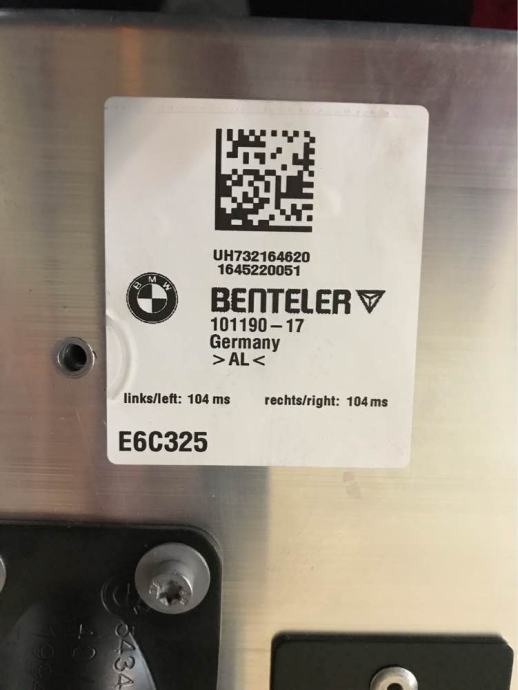 UH732164620
1645220051
BMW
BENTELER
101190-17
Germany
>AL<
links/left: 104 ms rechts/right: 104 ms
E6C325